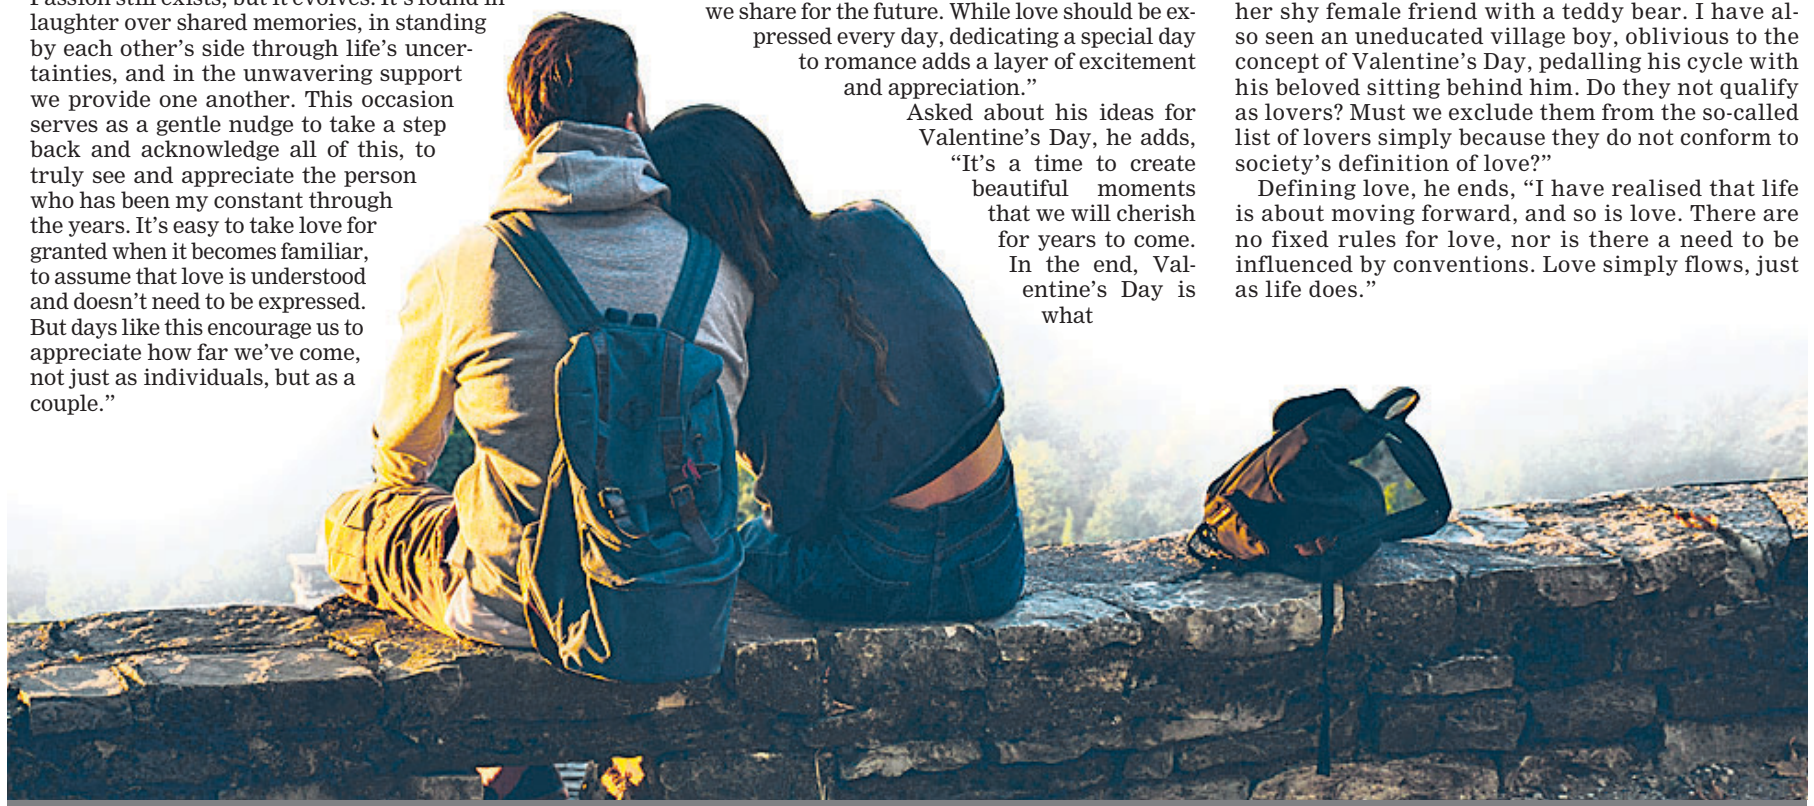 Passion still exists, but it evolves. It's found in
laughter over shared memories, in standing
by each other's side through life's uncer-
tainties, and in the unwavering support
we provide one another. This occasion
serves as a gentle nudge to take a step
back and acknowledge all of this, to
truly see and appreciate the person
who has been my constant through
the years. It's easy to take love for
granted when it becomes familiar,
to assume that love is understood
and doesn't need to be expressed.
But days like this encourage us to
appreciate how far we've come,
not just as individuals, but as a
couple.”
we share for the future. While love should be ex-
pressed every day, dedicating a special day
to romance adds a layer of excitement
and appreciation.”
Asked about his ideas for
Valentine's Day, he adds,
“It's a time to create
beautiful moments
that we will cherish
for years to come.
In the end, Val-
entine's Day is
what
her shy female friend with a teddy bear. I have al-
so seen an uneducated village boy, oblivious to the
concept of Valentine's Day, pedalling his cycle with
his beloved sitting behind him. Do they not qualify
as lovers? Must we exclude them from the so-called
list of lovers simply because they do not conform to
society's definition of love?”
Defining love, he ends, “I have realised that life
is about moving forward, and so is love. There are
no fixed rules for love, nor is there a need to be
influenced by conventions. Love simply flows, just
as life does.”